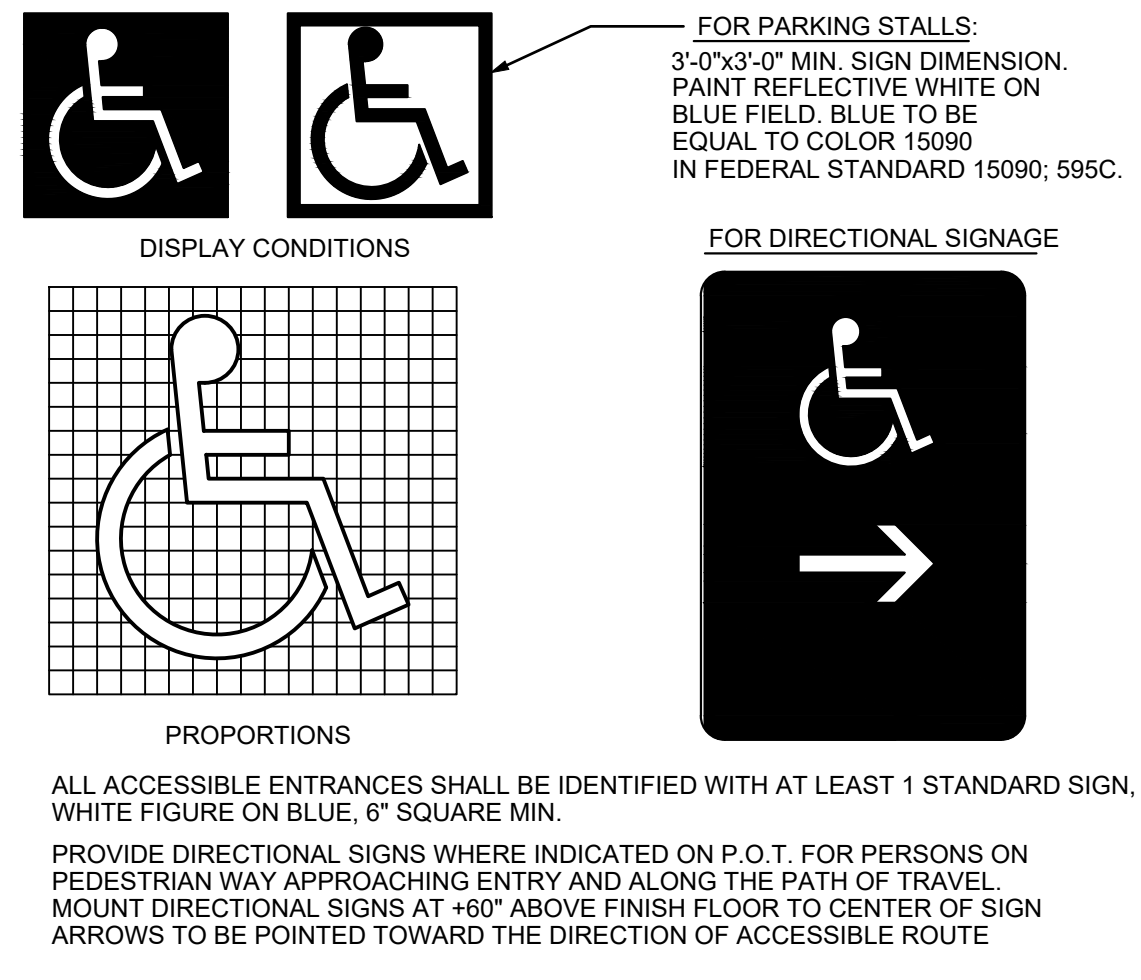 FOR PARKING STALLS:
3'-0"x3'-0" MIN. SIGN DIMENSION.
PAINT REFLECTIVE WHITE ON
BLUE FIELD. BLUE TO BE
EQUAL TO COLOR 15090
IN FEDERAL STANDARD 15090; 595C.
DISPLAY CONDITIONS
FOR DIRECTIONAL SIGNAGE
PROPORTIONS
ALL ACCESSIBLE ENTRANCES SHALL BE IDENTIFIED WITH AT LEAST 1 STANDARD SIGN,
WHITE FIGURE ON BLUE, 6" SQUARE MIN.
PROVIDE DIRECTIONAL SIGNS WHERE INDICATED ON P.O.T. FOR PERSONS ON
PEDESTRIAN WAY APPROACHING ENTRY AND ALONG THE PATH OF TRAVEL.
MOUNT DIRECTIONAL SIGNS AT +60" ABOVE FINISH FLOOR TO CENTER OF SIGN
ARROWS TO BE POINTED TOWARD THE DIRECTION OF ACCESSIBLE ROUTE